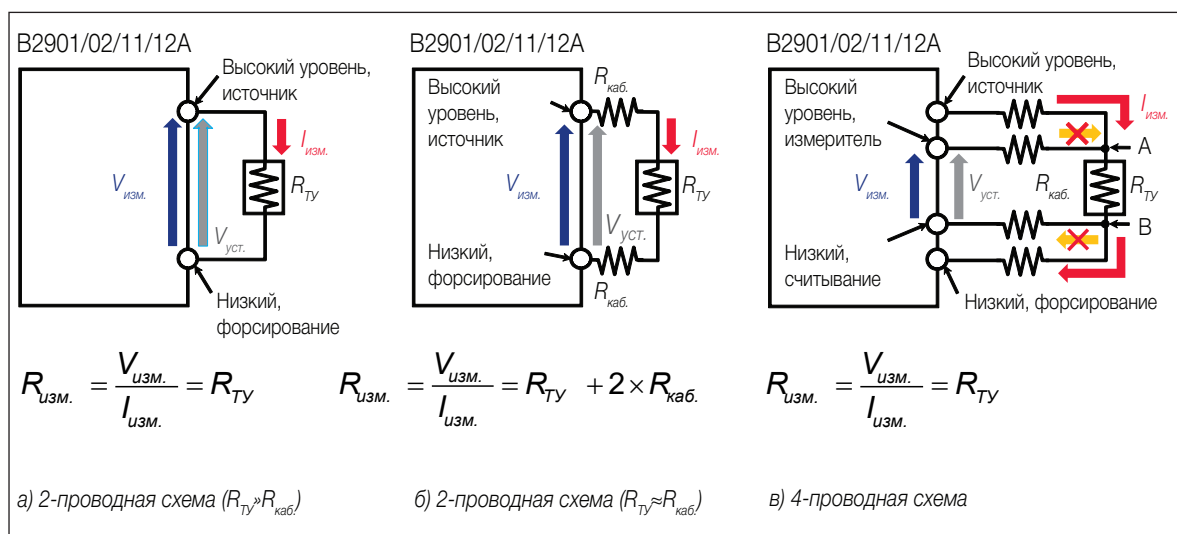 B2901/02/11/12A
Высокий уровень,
источник
V изм.
V уст.
I изм.
R ТУ
Низкий,
форсирование
R изм. = V изм. / I изм. = R ТУ
а) 2-проводная схема (R ТУ » R каб.)
B2901/02/11/12A
Высокий
уровень,
источник
R каб.
I изм.
V изм.
V уст.
R ТУ
Низкий,
форсирование
R каб.
R изм. = V изм. / I изм. = R ТУ + 2 × R каб.
б) 2-проводная схема (R ТУ ≈ R каб.)
B2901/02/11/12A
Высокий уровень,
источник
Высокий
уровень,
измеритель
I изм.
A
V изм.
V уст.
R каб.
R ТУ
B
Низкий,
считывание
Низкий, форсирование
R изм. = V изм. / I изм. = R ТУ
в) 4-проводная схема